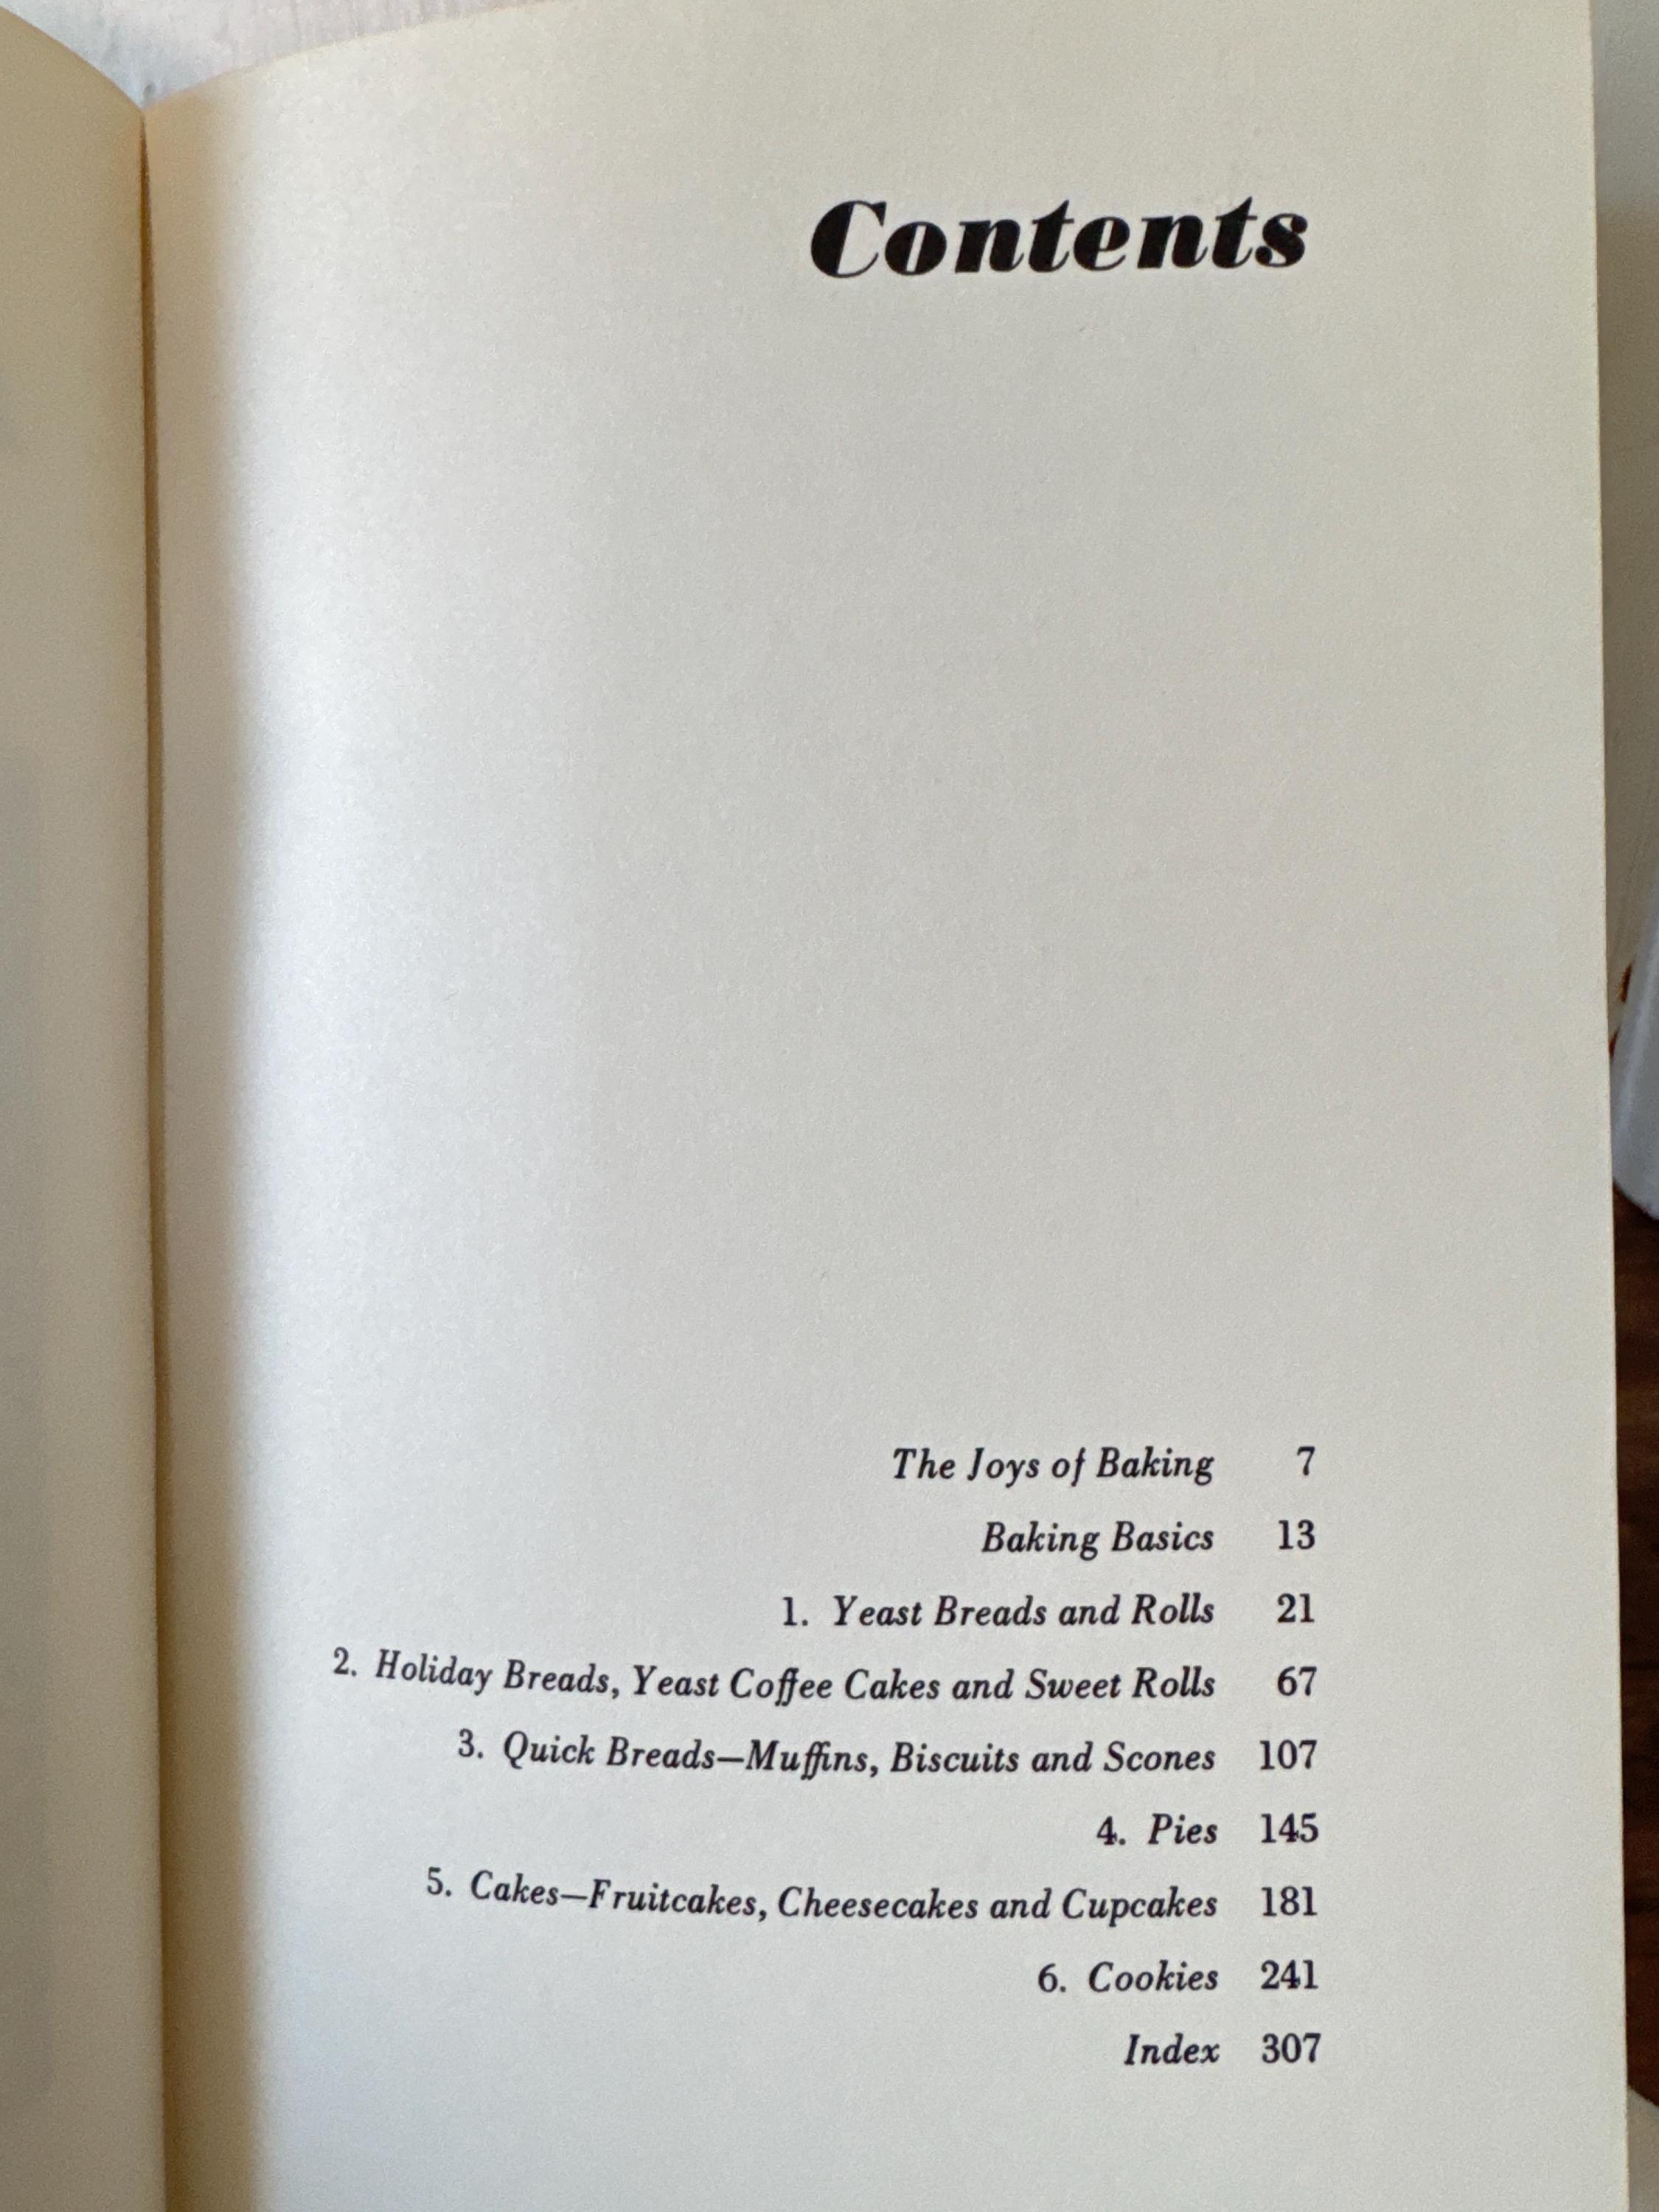 Contents
The Joys of Baking 7
Baking Basics 13
1. Yeast Breads and Rolls 21
2. Holiday Breads, Yeast Coffee Cakes and Sweet Rolls 67
3. Quick Breads—Muffins, Biscuits and Scones 107
4. Pies 145
5. Cakes—Fruitcakes, Cheesecakes and Cupcakes 181
6. Cookies 241
Index 307